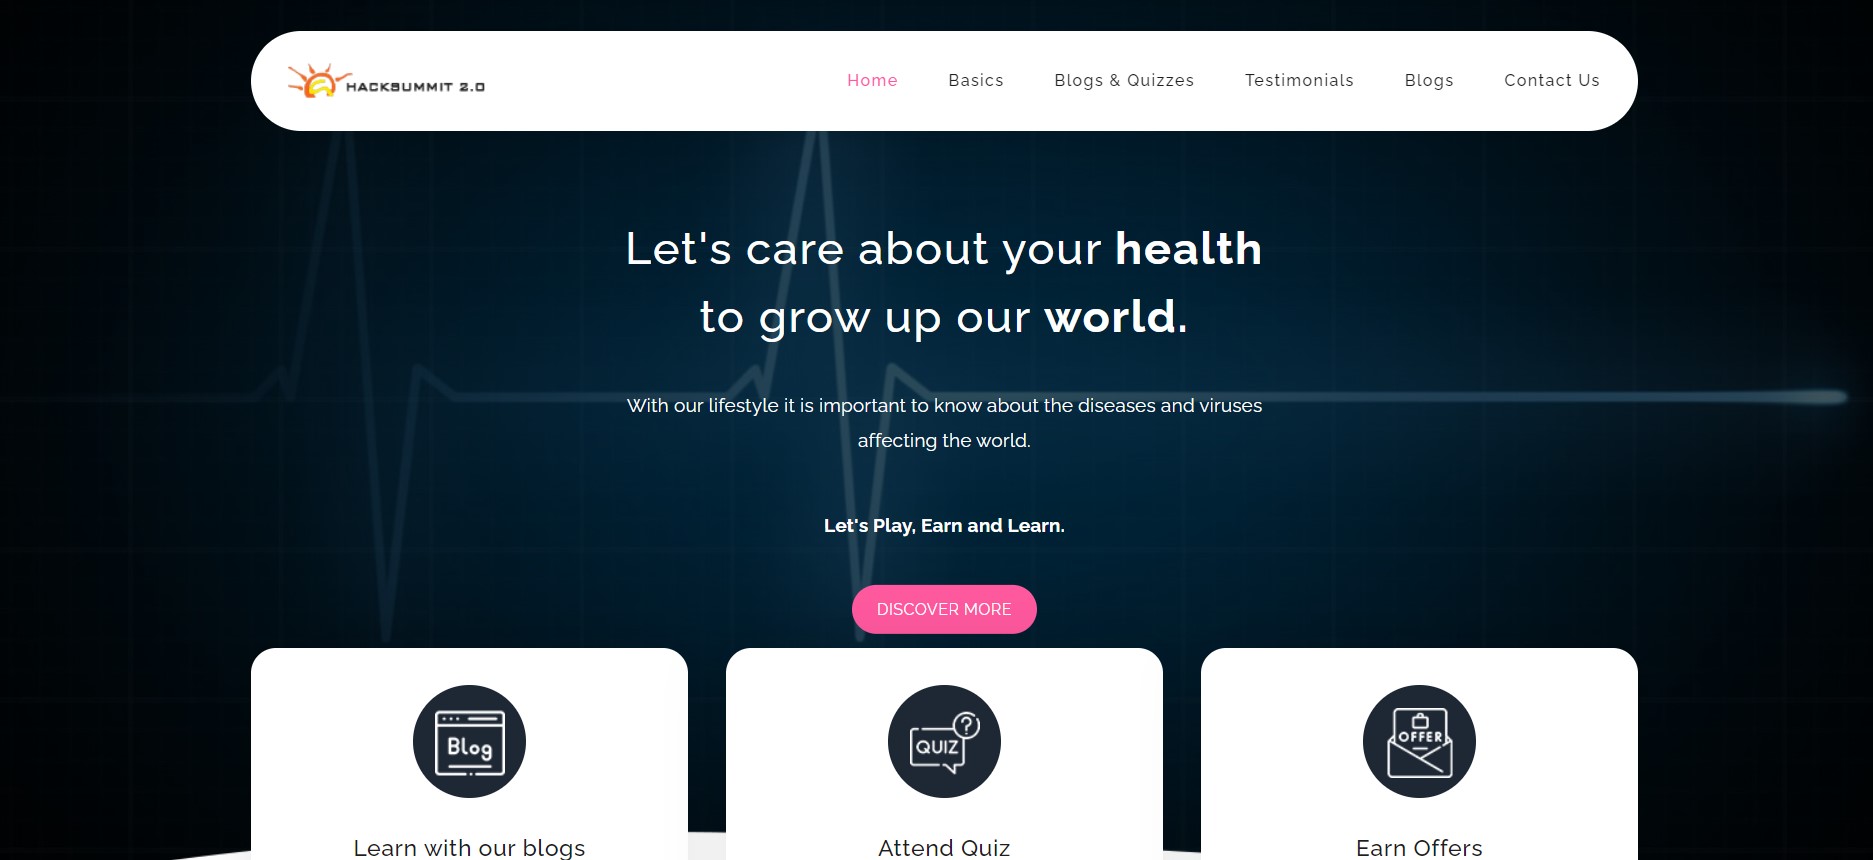 HACKSUMMIT 2.0
Home
Basics
Blogs & Quizzes
Testimonials
Blogs
Contact Us
Let's care about your health
to grow up our world.
With our lifestyle it is important to know about the diseases and viruses
affecting the world.
Let's Play, Earn and Learn.
DISCOVER MORE
Blog
QUIZ ?
OFFER
Learn with our blogs
Attend Quiz
Earn Offers